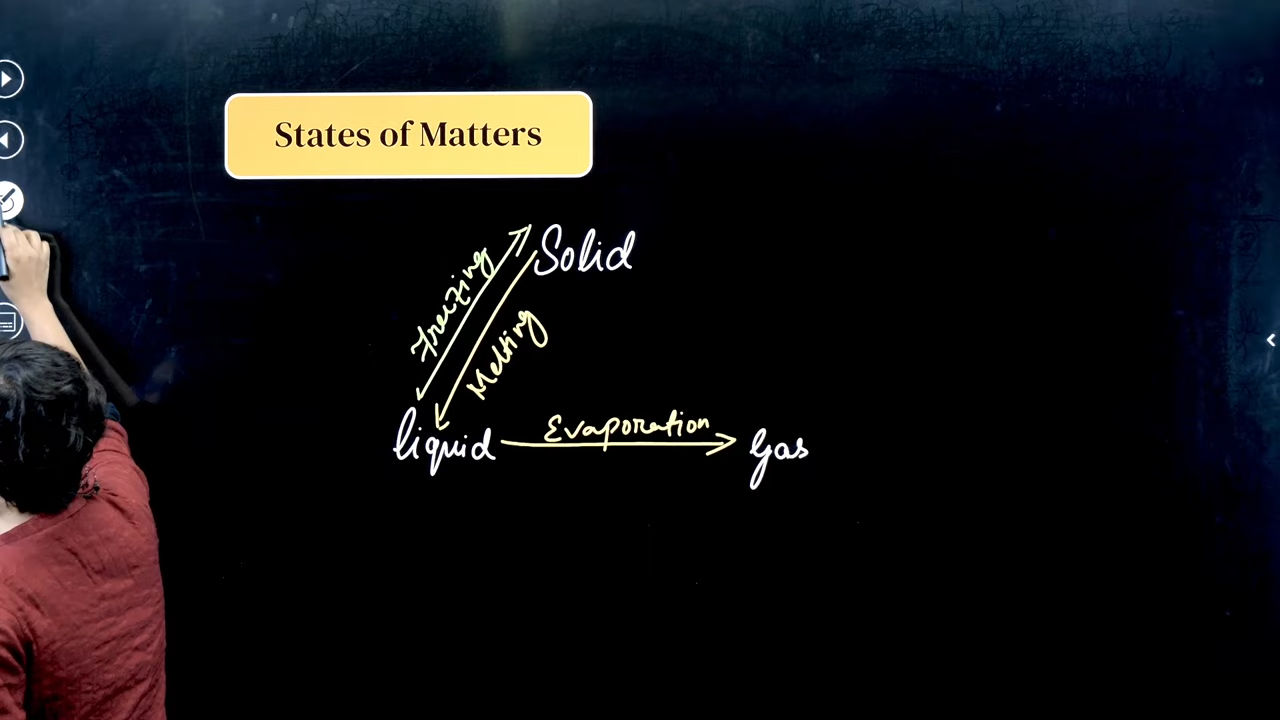 States of Matters
Solid
Freezing
Melting
liquid
Evaporation
Gas